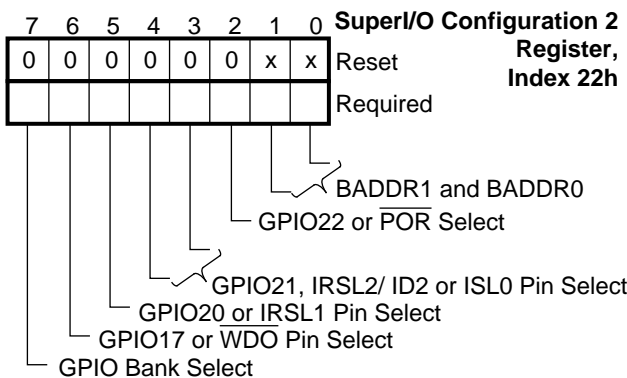 7 6 5 4 3 2 1 0 SuperI/O Configuration 2
Register,
Index 22h
0 0 0 0 0 0 x x Reset
Required
BADDR1 and BADDR0
GPIO22 or POR Select
GPIO21, IRSL2/ ID2 or ISL0 Pin Select
GPIO20 or IRSL1 Pin Select
GPIO17 or WDO Pin Select
GPIO Bank Select